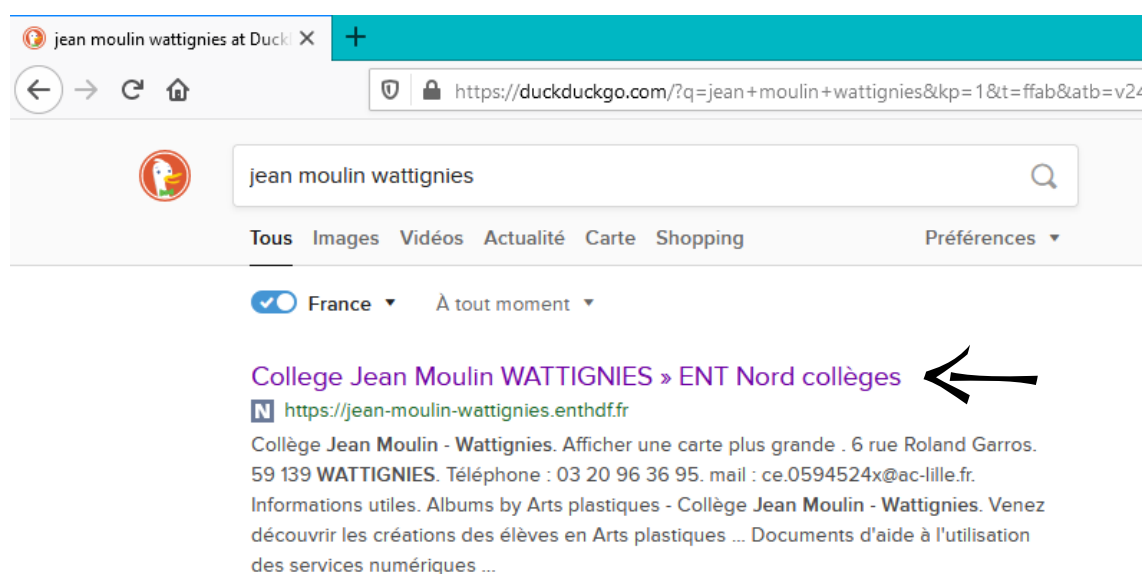 jean moulin wattignies at Duck
https://duckduckgo.com/?q=jean+moulin+wattignies&kp=1&t=ffab&atb=v24
jean moulin wattignies
Tous Images Vidéos Actualité Carte Shopping Préférences
France À tout moment
College Jean Moulin WATTIGNIES » ENT Nord collèges
N https://jean-moulin-wattignies.enthdf.fr
Collège Jean Moulin - Wattignies. Afficher une carte plus grande . 6 rue Roland Garros.
59 139 WATTIGNIES. Téléphone : 03 20 96 36 95. mail : ce.0594524x@ac-lille.fr.
Informations utiles. Albums by Arts plastiques - Collège Jean Moulin - Wattignies. Venez
découvrir les créations des élèves en Arts plastiques ... Documents d'aide à l'utilisation
des services numériques ...